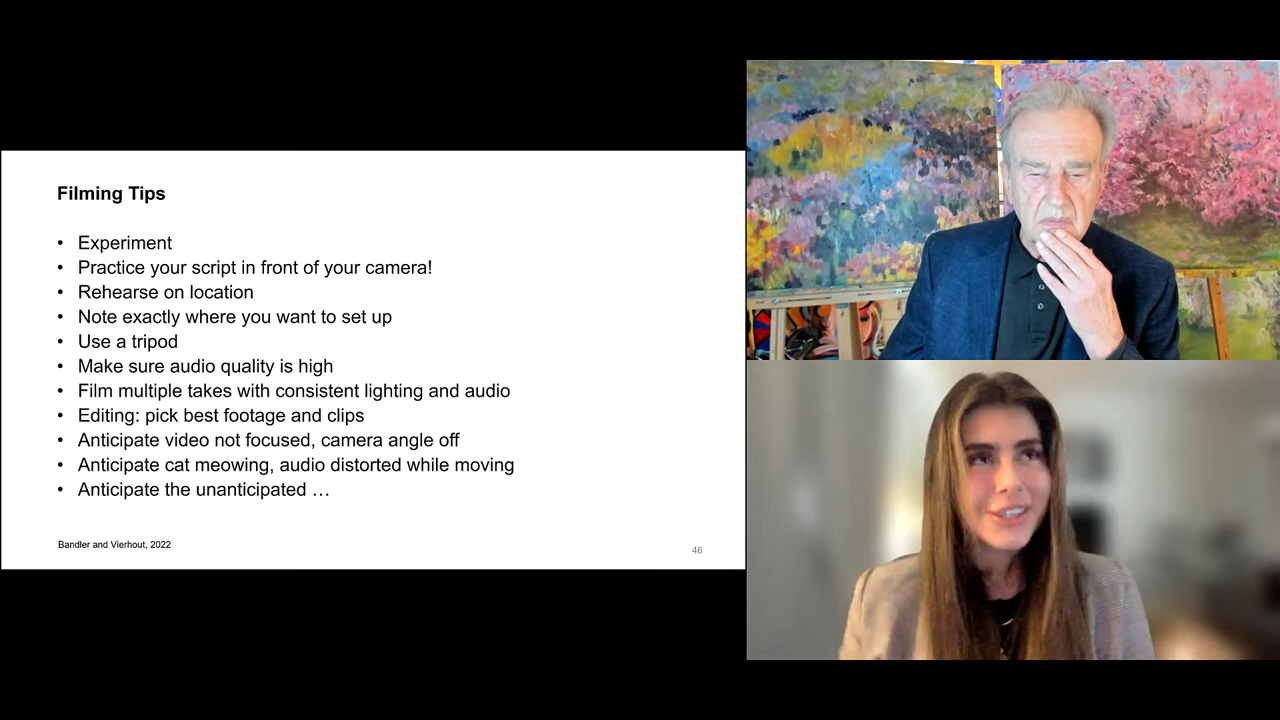 Filming Tips
• Experiment
• Practice your script in front of your camera!
• Rehearse on location
• Note exactly where you want to set up
• Use a tripod
• Make sure audio quality is high
• Film multiple takes with consistent lighting and audio
• Editing: pick best footage and clips
• Anticipate video not focused, camera angle off
• Anticipate cat meowing, audio distorted while moving
• Anticipate the unanticipated …
Bandler and Vierhout, 2022
46